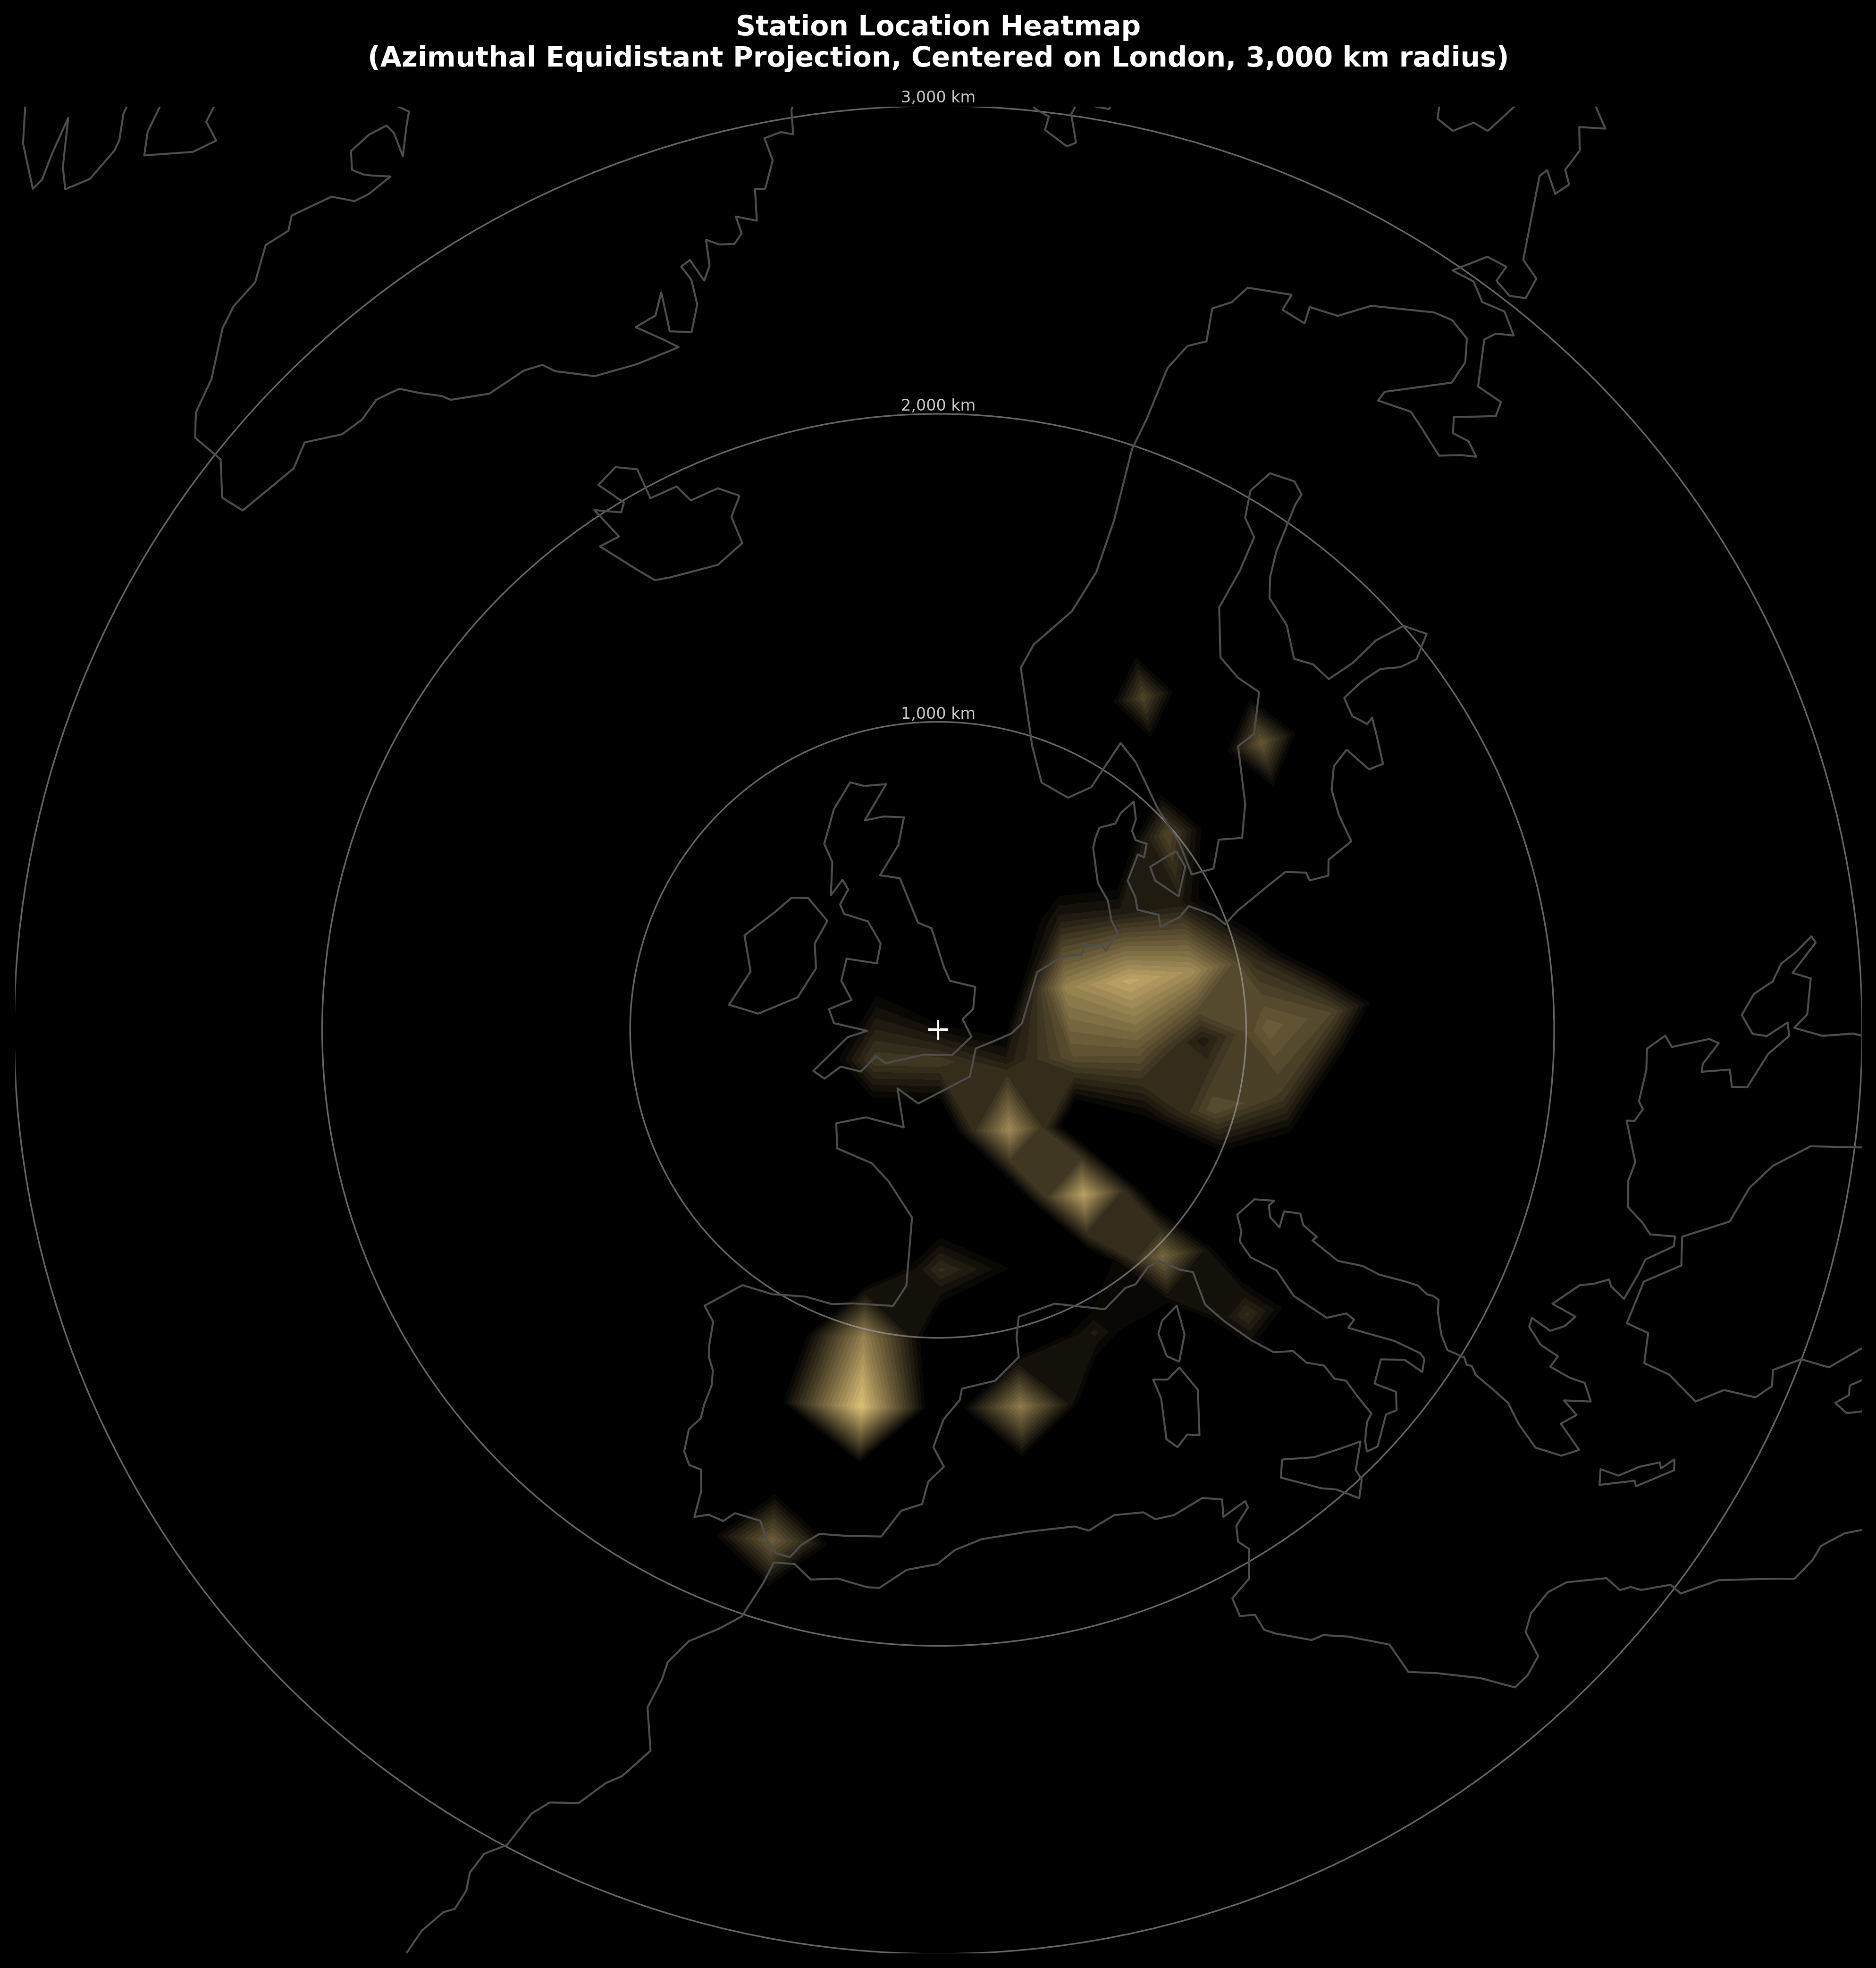 Station Location Heatmap
(Azimuthal Equidistant Projection, Centered on London, 3,000 km radius)
3,000 km
2,000 km
1,000 km